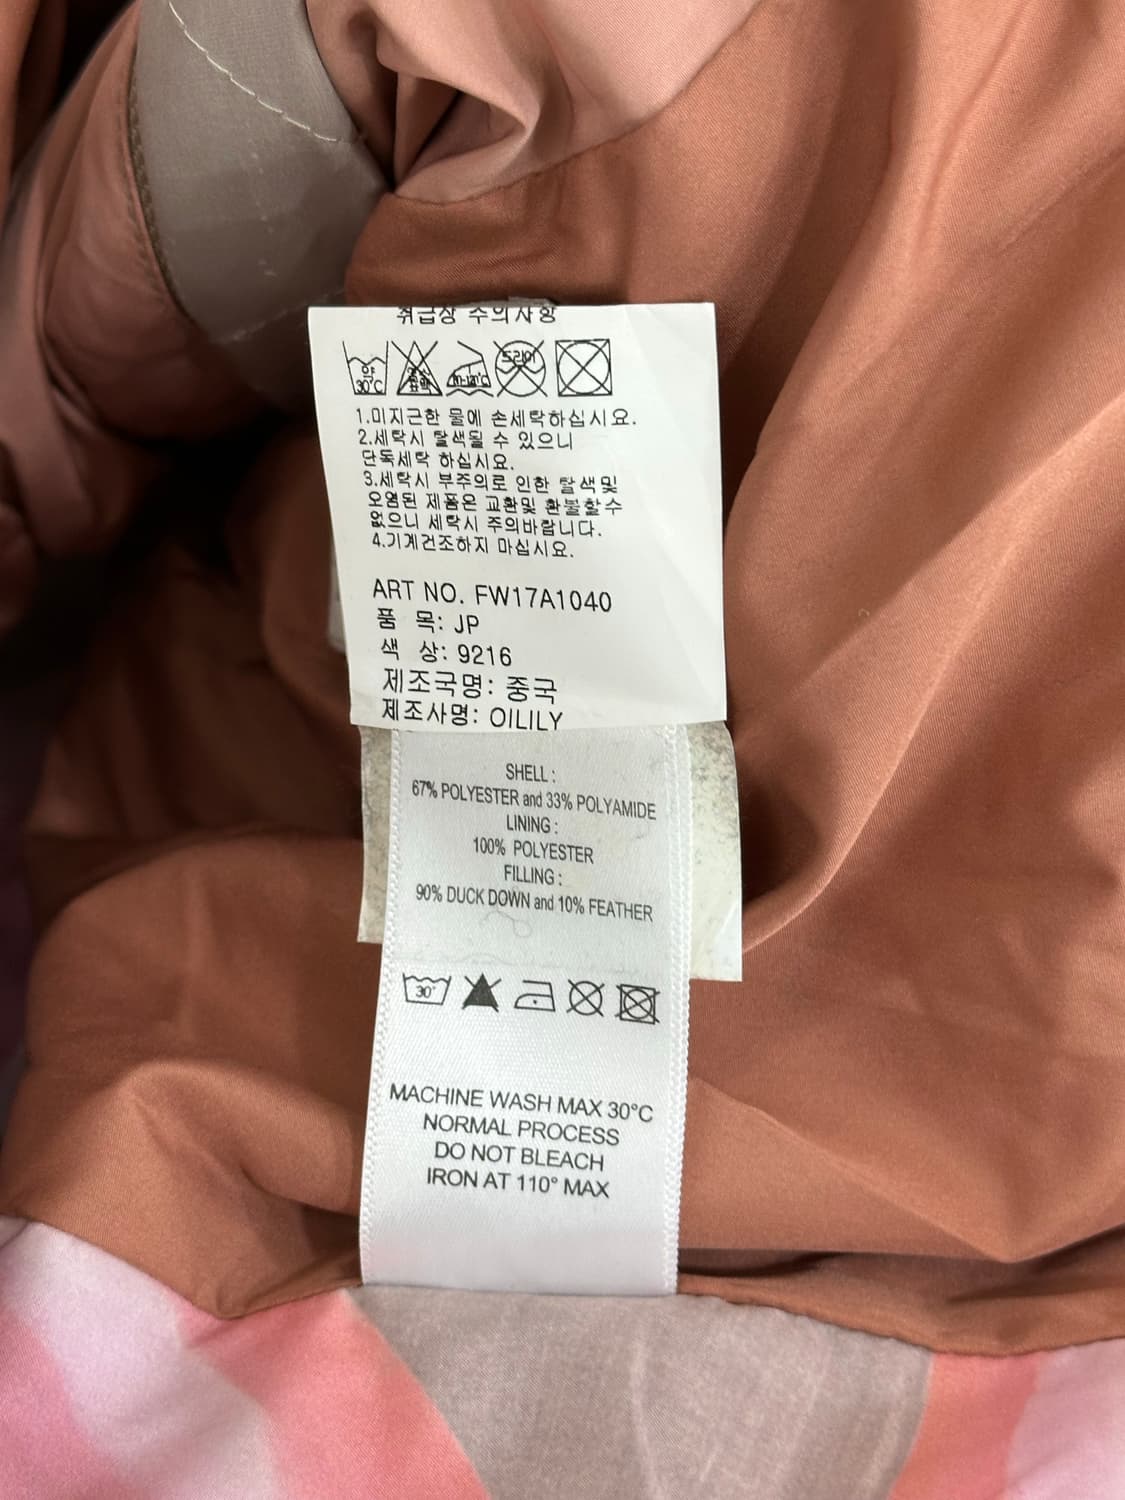 취급상 주의사항
약 30°C 드라이
1.미지근한 물에 손세탁하십시요.
2.세탁시 탈색될 수 있으니
단독세탁 하십시요.
3.세탁시 부주의로 인한 탈색및
오염된 제품은 교환및 환불할수
없으니 세탁시 주의바랍니다.
4.기계건조하지 마십시요.
ART NO. FW17A1040
품 목: JP
색 상: 9216
제조국명: 중국
제조사명: OILILY
SHELL :
67% POLYESTER and 33% POLYAMIDE
LINING :
100% POLYESTER
FILLING :
90% DUCK DOWN and 10% FEATHER
30°
MACHINE WASH MAX 30°C
NORMAL PROCESS
DO NOT BLEACH
IRON AT 110° MAX